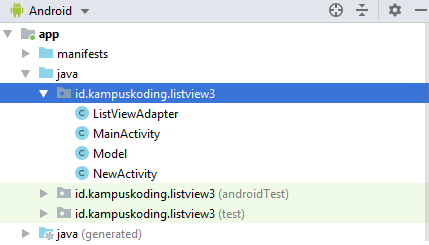 Android
app
manifests
java
id.kampuskoding.listview3
ListViewAdapter
MainActivity
Model
NewActivity
id.kampuskoding.listview3 (androidTest)
id.kampuskoding.listview3 (test)
java (generated)